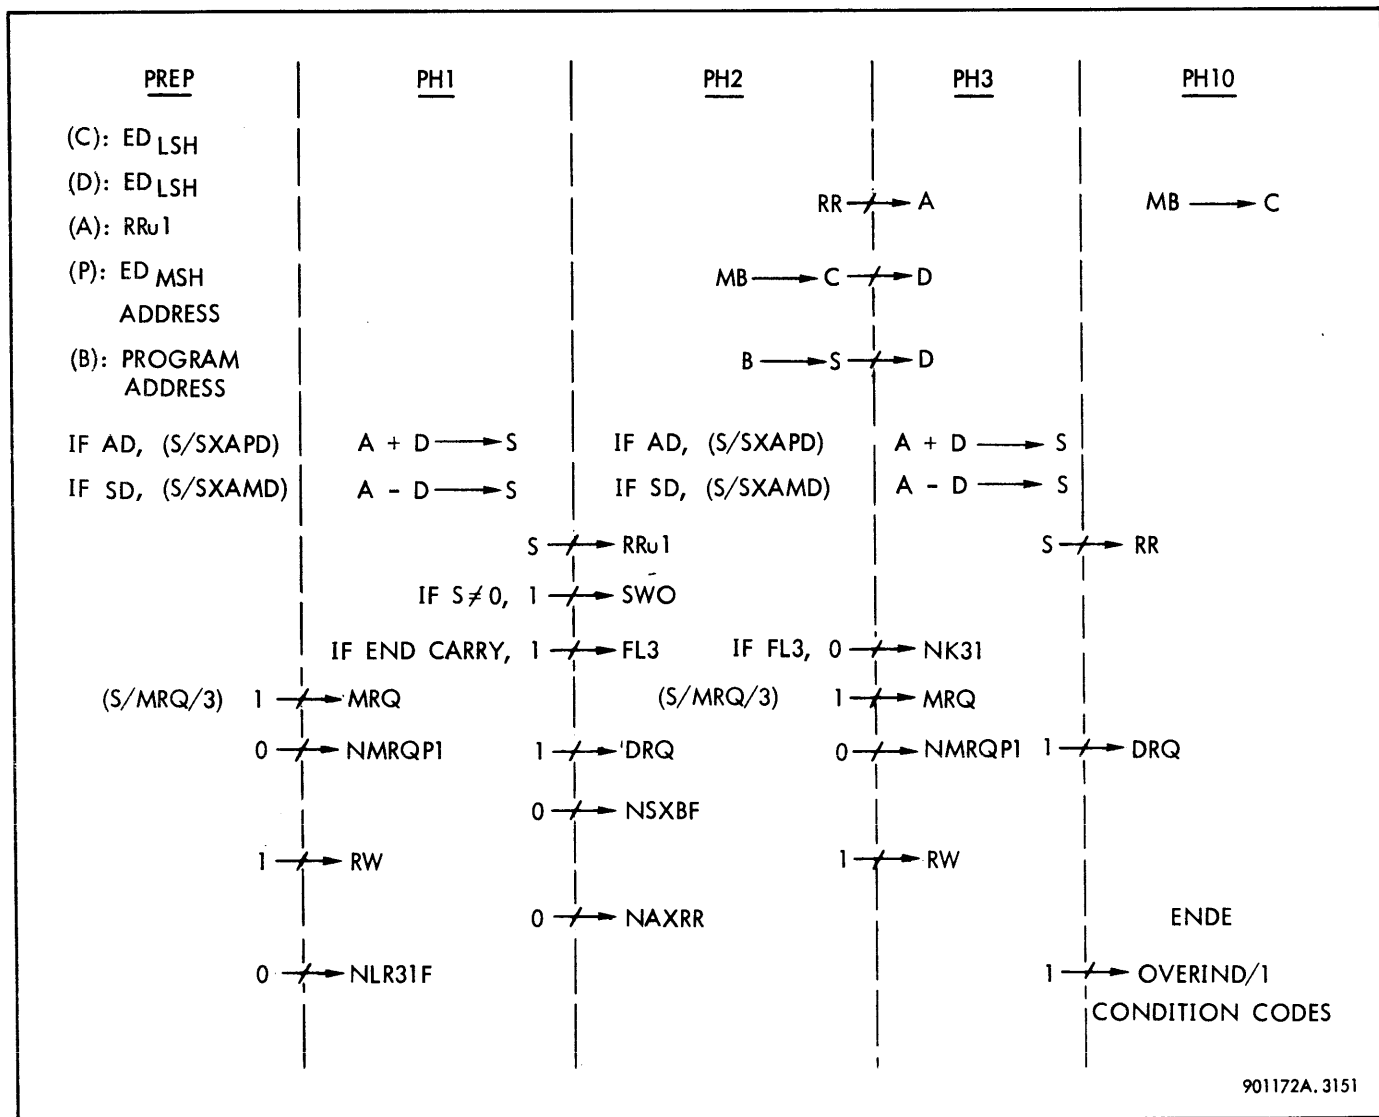 PREP PH1 PH2 PH3 PH10
(C): ED LSH
(D): ED LSH
RR → A MB → C
(A): RRu1
(P): ED MSH MB → C → D
ADDRESS
(B): PROGRAM B → S → D
ADDRESS
IF AD, (S/SXAPD) A + D → S IF AD, (S/SXAPD) A + D → S
IF SD, (S/SXAMD) A - D → S IF SD, (S/SXAMD) A - D → S
S → RRu1 S → RR
IF S≠0, 1 → SWO
IF END CARRY, 1 → FL3 IF FL3, 0 → NK31
(S/MRQ/3) 1 → MRQ (S/MRQ/3) 1 → MRQ
0 → NMRQP1 1 → DRQ 0 → NMRQP1 1 → DRQ
0 → NSXBF
1 → RW 1 → RW
0 → NAXRR ENDE
0 → NLR31F 1 → OVERIND/1
CONDITION CODES
901172A.3151